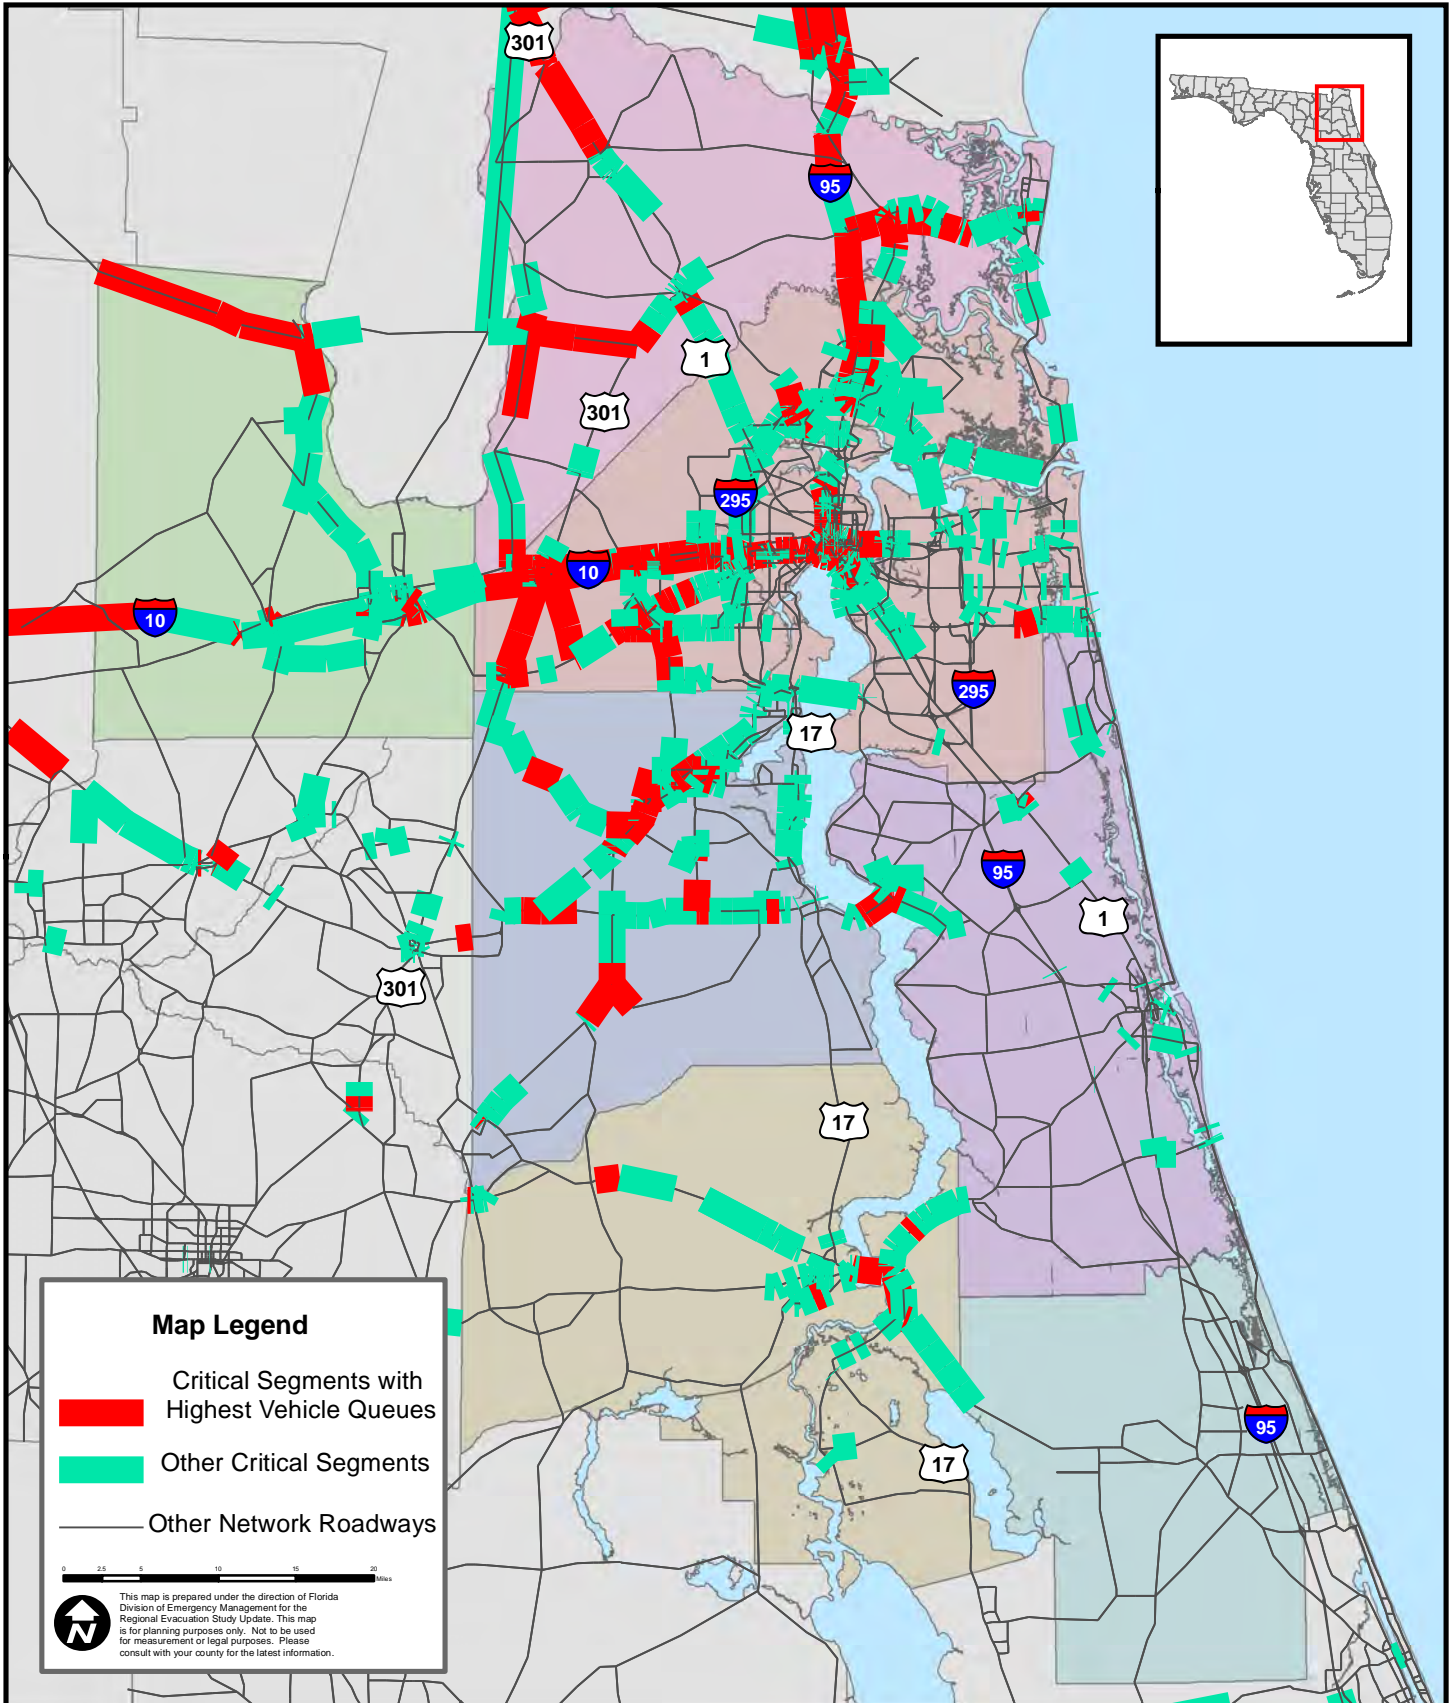 301
95
1
301
295
10
10
295
17
95
1
301
17
95
17
Map Legend
Critical Segments with
Highest Vehicle Queues
Other Critical Segments
Other Network Roadways
0 2.5 5 10 15 20
Miles
This map is prepared under the direction of Florida
Division of Emergency Management for the
Regional Evacuation Study Update. This map
is for planning purposes only. Not to be used
for measurement or legal purposes. Please
consult with your county for the latest information.
N